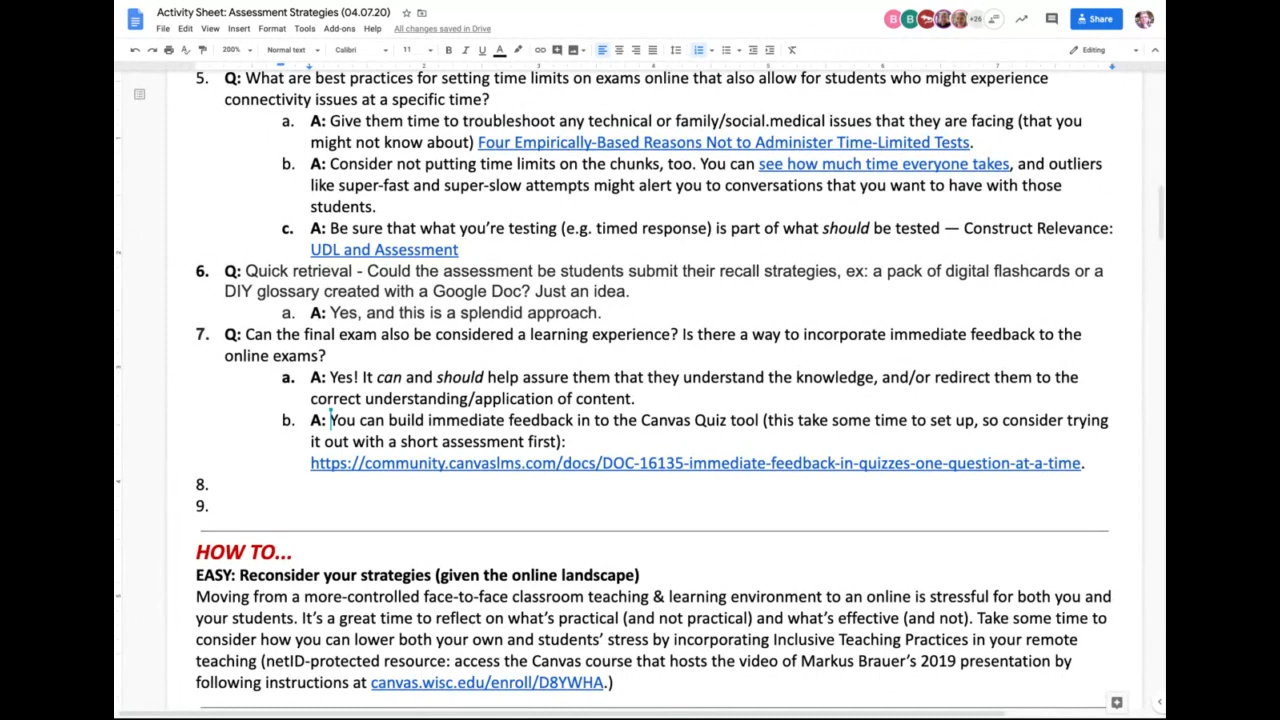 Activity Sheet: Assessment Strategies (04.07.20)
File Edit View Insert Format Tools Add-ons Help All changes saved in Drive
B B +26 Share
200% Normal text Calibri 11 B I U A Editing
5. Q: What are best practices for setting time limits on exams online that also allow for students who might experience
connectivity issues at a specific time?
a. A: Give them time to troubleshoot any technical or family/social.medical issues that they are facing (that you
might not know about) Four Empirically-Based Reasons Not to Administer Time-Limited Tests.
b. A: Consider not putting time limits on the chunks, too. You can see how much time everyone takes, and outliers
like super-fast and super-slow attempts might alert you to conversations that you want to have with those
students.
c. A: Be sure that what you’re testing (e.g. timed response) is part of what should be tested — Construct Relevance:
UDL and Assessment
6. Q: Quick retrieval - Could the assessment be students submit their recall strategies, ex: a pack of digital flashcards or a
DIY glossary created with a Google Doc? Just an idea.
a. A: Yes, and this is a splendid approach.
7. Q: Can the final exam also be considered a learning experience? Is there a way to incorporate immediate feedback to the
online exams?
a. A: Yes! It can and should help assure them that they understand the knowledge, and/or redirect them to the
correct understanding/application of content.
b. A: You can build immediate feedback in to the Canvas Quiz tool (this take some time to set up, so consider trying
it out with a short assessment first):
https://community.canvaslms.com/docs/DOC-16135-immediate-feedback-in-quizzes-one-question-at-a-time.
8.
9.
HOW TO...
EASY: Reconsider your strategies (given the online landscape)
Moving from a more-controlled face-to-face classroom teaching & learning environment to an online is stressful for both you and
your students. It’s a great time to reflect on what’s practical (and not practical) and what’s effective (and not). Take some time to
consider how you can lower both your own and students’ stress by incorporating Inclusive Teaching Practices in your remote
teaching (netID-protected resource: access the Canvas course that hosts the video of Markus Brauer’s 2019 presentation by
following instructions at canvas.wisc.edu/enroll/D8YWHA.)